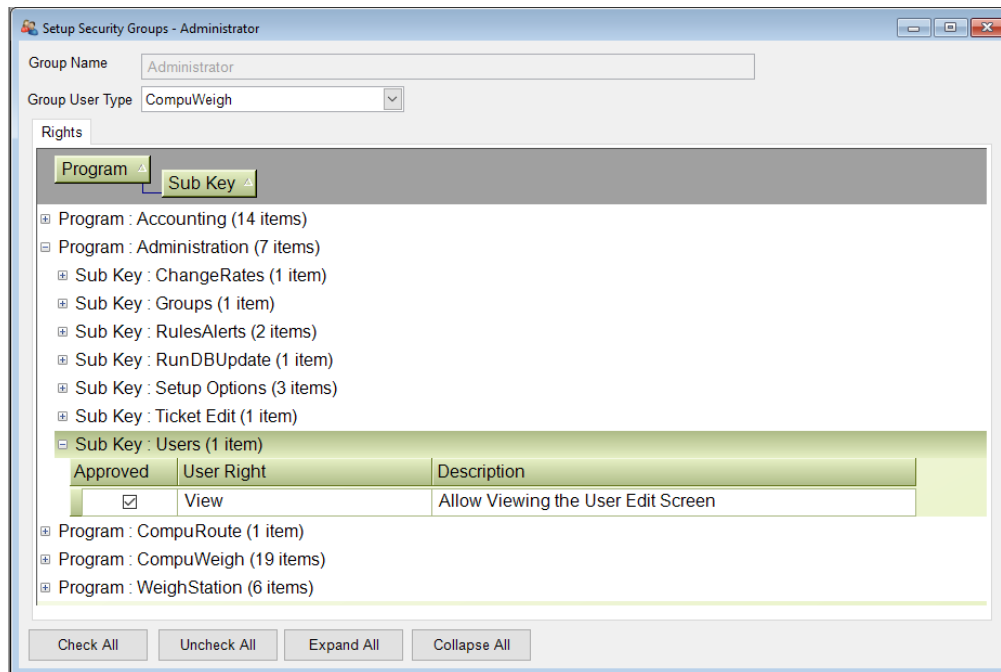 Setup Security Groups - Administrator
Group Name Administrator
Group User Type CompuWeigh
Rights
Program
Sub Key
Program : Accounting (14 items)
Program : Administration (7 items)
Sub Key : ChangeRates (1 item)
Sub Key : Groups (1 item)
Sub Key : RulesAlerts (2 items)
Sub Key : RunDBUpdate (1 item)
Sub Key : Setup Options (3 items)
Sub Key : Ticket Edit (1 item)
Sub Key : Users (1 item)
Approved User Right Description
View Allow Viewing the User Edit Screen
Program : CompuRoute (1 item)
Program : CompuWeigh (19 items)
Program : WeighStation (6 items)
Check All Uncheck All Expand All Collapse All